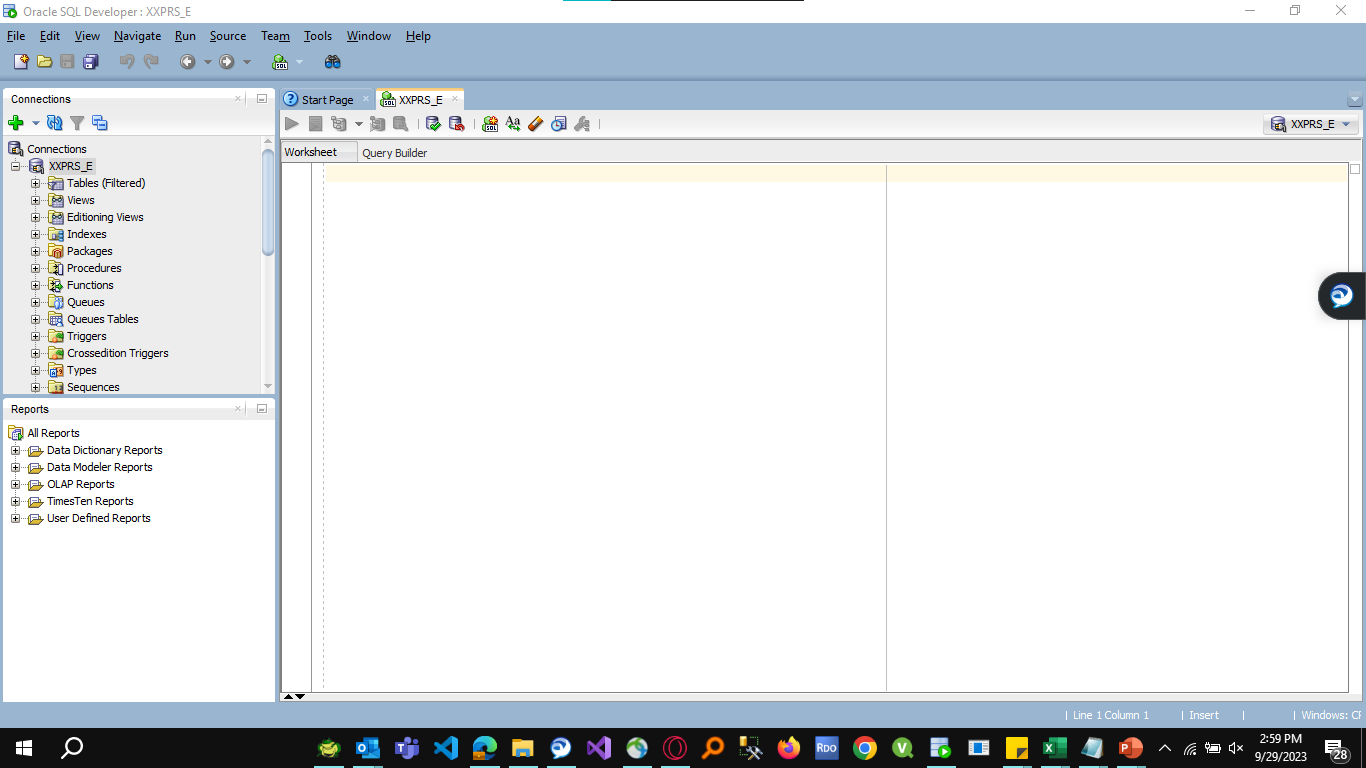 Oracle SQL Developer : XXPRS_E
File Edit View Navigate Run Source Team Tools Window Help
Connections
Start Page
XXPRS_E
XXPRS_E
Worksheet
Query Builder
Connections
XXPRS_E
Tables (Filtered)
Views
Editioning Views
Indexes
Packages
Procedures
Functions
Queues
Queues Tables
Triggers
Crossedition Triggers
Types
Sequences
Reports
All Reports
Data Dictionary Reports
Data Modeler Reports
OLAP Reports
TimesTen Reports
User Defined Reports
Line 1 Column 1
Insert
Windows: CR
Rdo
2:59 PM
9/29/2023
28